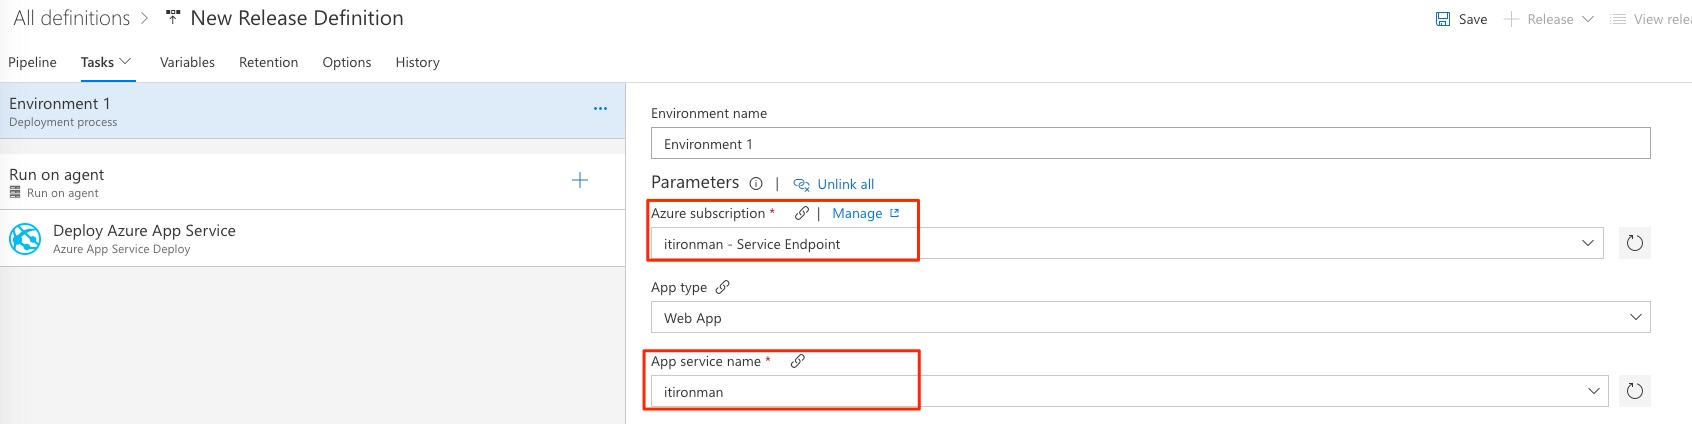 All definitions > New Release Definition
Save
Release
View rele
Pipeline
Tasks
Variables
Retention
Options
History
Environment 1
Deployment process
...
Run on agent
Run on agent
Deploy Azure App Service
Azure App Service Deploy
Environment name
Environment 1
Parameters | Unlink all
Azure subscription * | Manage
itironman - Service Endpoint
App type
Web App
App service name *
itironman